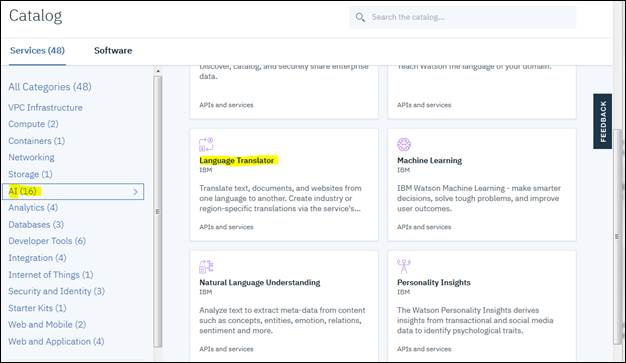 Catalog
Search the catalog...
Services (48)
Software
All Categories (48)
VPC Infrastructure
Compute (2)
Containers (1)
Networking
Storage (1)
AI (16)
Analytics (4)
Databases (3)
Developer Tools (6)
Integration (4)
Internet of Things (1)
Security and Identity (3)
Starter Kits (1)
Web and Mobile (2)
Web and Application (4)
Discover, catalog, and securely share enterprise
data.
APIs and services
Teach Watson the language of your domain.
APIs and services
Language Translator
IBM
Translate text, documents, and websites from
one language to another. Create industry or
region-specific translations via the service's...
APIs and services
Machine Learning
IBM
IBM Watson Machine Learning - make smarter
decisions, solve tough problems, and improve
user outcomes.
APIs and services
Natural Language Understanding
IBM
Analyze text to extract meta-data from content
such as concepts, entities, emotion, relations,
sentiment and more.
APIs and services
Personality Insights
IBM
The Watson Personality Insights derives
insights from transactional and social media
data to identify psychological traits.
APIs and services
FEEDBACK